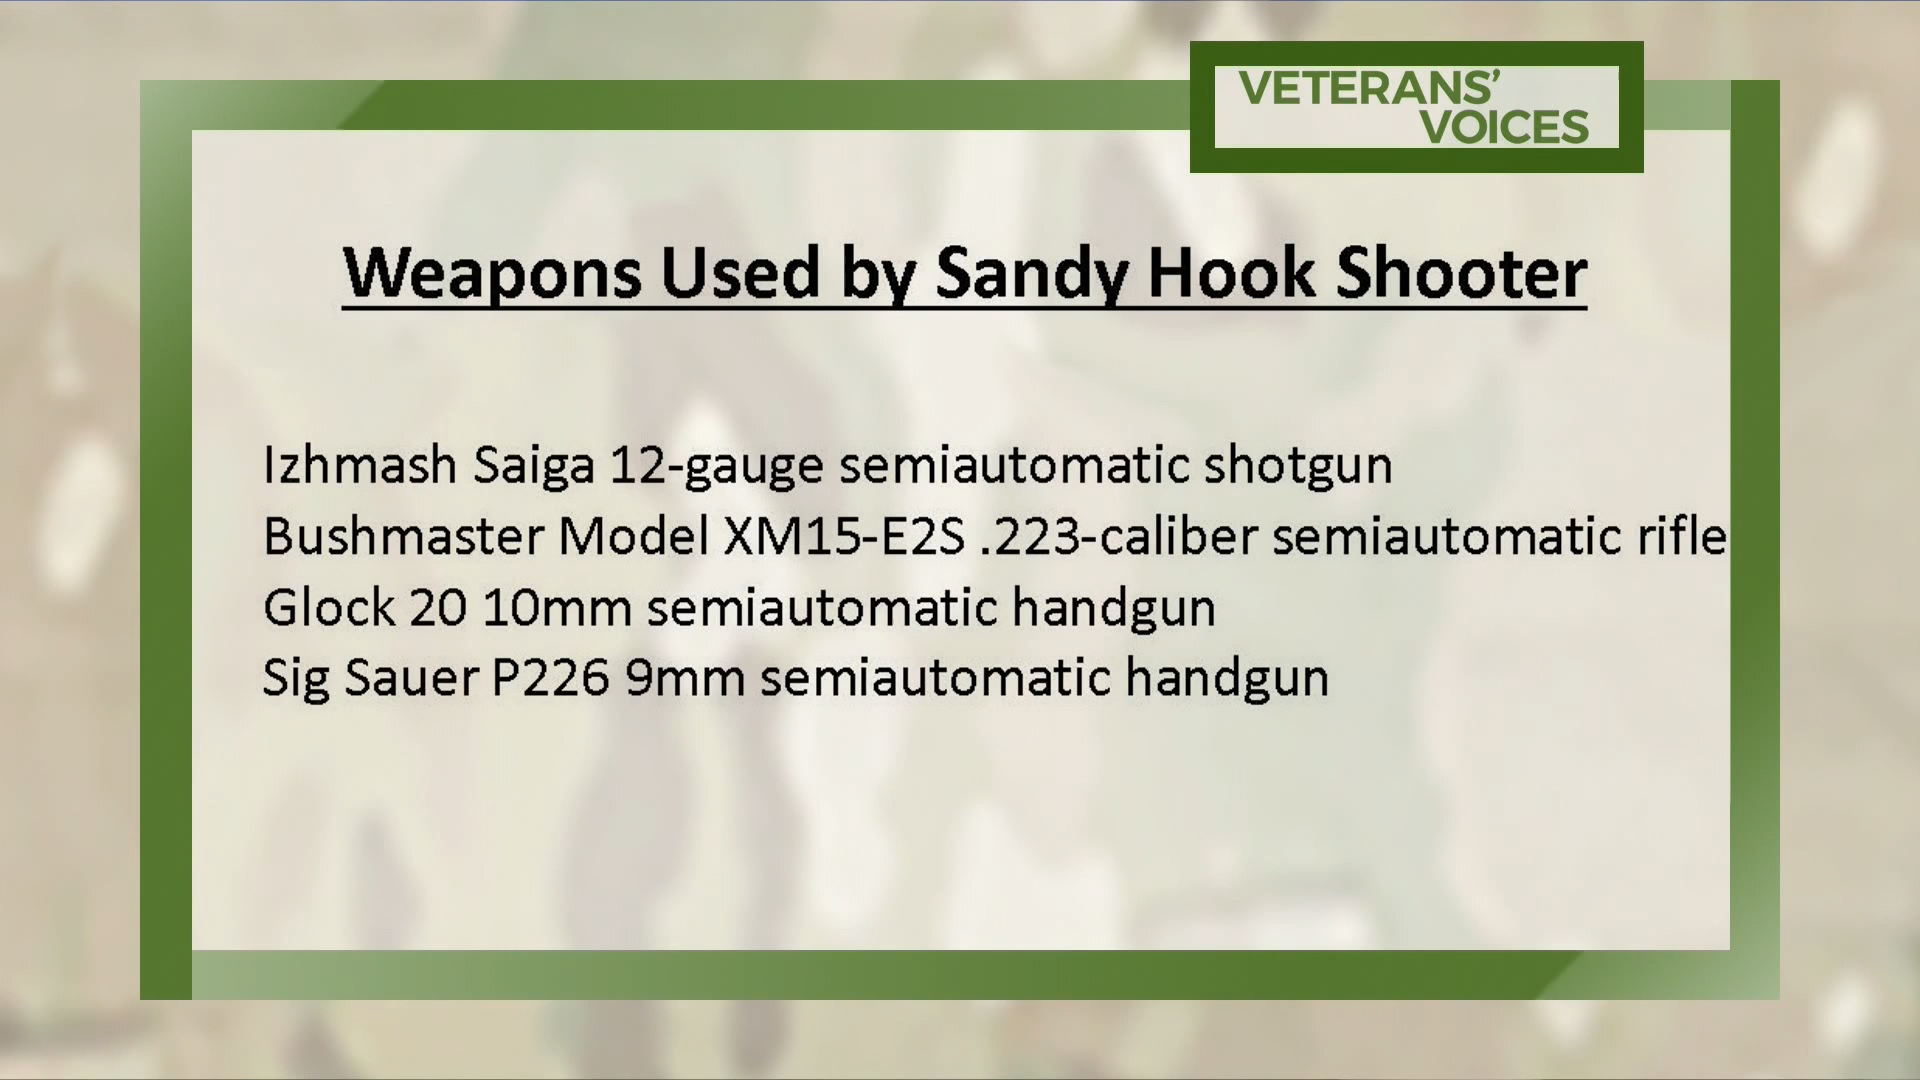 VETERANS'
VOICES
Weapons Used by Sandy Hook Shooter
Izhmash Saiga 12-gauge semiautomatic shotgun
Bushmaster Model XM15-E2S .223-caliber semiautomatic rifle
Glock 20 10mm semiautomatic handgun
Sig Sauer P226 9mm semiautomatic handgun